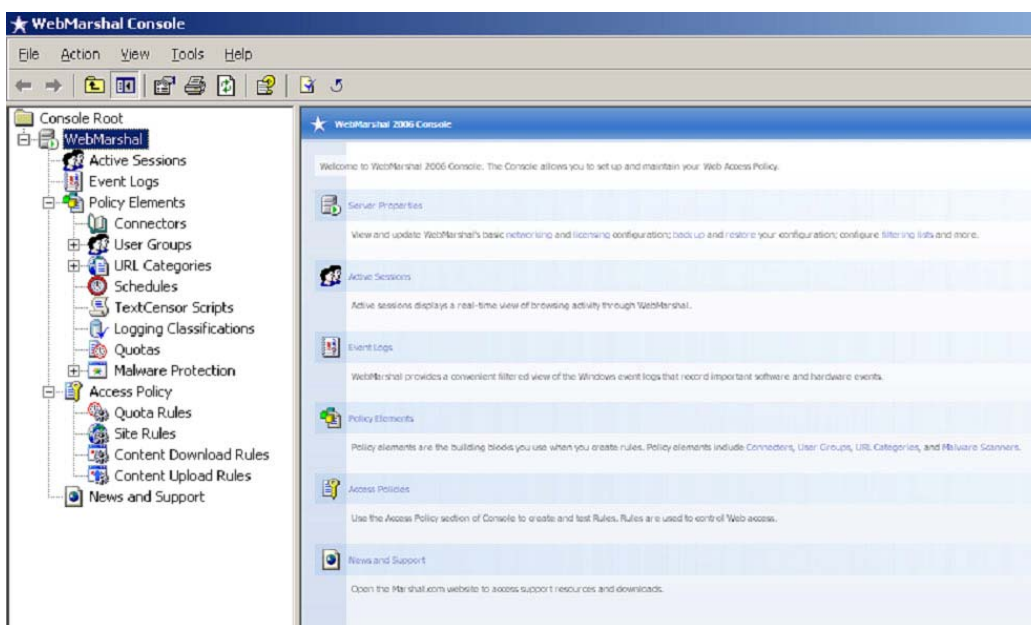 WebMarshal Console
File Action View Tools Help
Console Root
WebMarshal
Active Sessions
Event Logs
Policy Elements
Connectors
User Groups
URL Categories
Schedules
TextCensor Scripts
Logging Classifications
Quotas
Malware Protection
Access Policy
Quota Rules
Site Rules
Content Download Rules
Content Upload Rules
News and Support
WebMarshal 2006 Console
Welcome to WebMarshal 2006 Console. The Console allows you to set up and maintain your Web Access Policy.
Server Properties
View and update WebMarshal's basic networking and licensing configuration; back up and restore your configuration; configure filtering lists and more.
Active Sessions
Active sessions displays a real-time view of browsing activity through WebMarshal.
Event Logs
WebMarshal provides a convenient filtered view of the Windows event logs that record important software and hardware events.
Policy Elements
Policy elements are the building blocks you use when you create rules. Policy elements include Connectors, User Groups, URL Categories, and Malware Scanners.
Access Policies
Use the Access Policy section of Console to create and test Rules. Rules are used to control Web access.
News and Support
Open the Marshal.com website to access support resources and downloads.